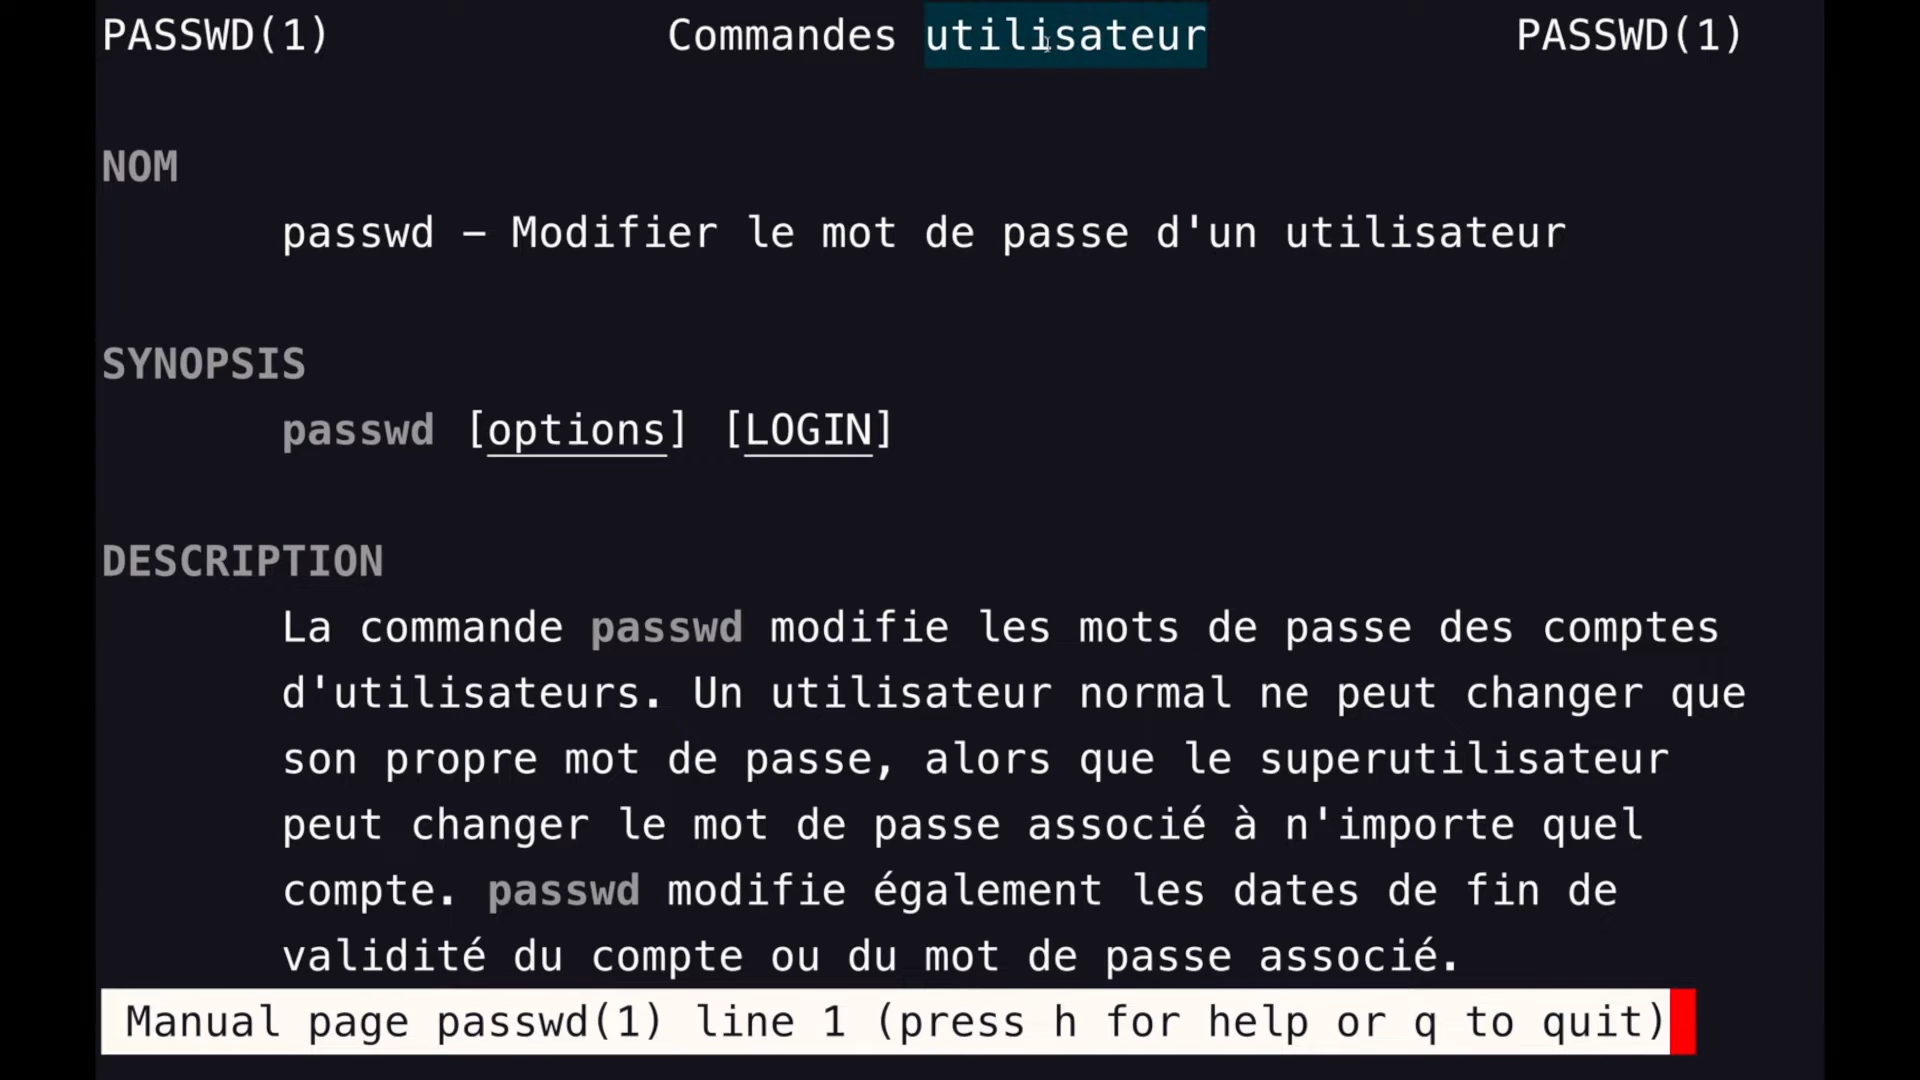 PASSWD(1) Commandes utilisateur PASSWD(1)
NOM
passwd - Modifier le mot de passe d'un utilisateur
SYNOPSIS
passwd [options] [LOGIN]
DESCRIPTION
La commande passwd modifie les mots de passe des comptes
d'utilisateurs. Un utilisateur normal ne peut changer que
son propre mot de passe, alors que le superutilisateur
peut changer le mot de passe associé à n'importe quel
compte. passwd modifie également les dates de fin de
validité du compte ou du mot de passe associé.
Manual page passwd(1) line 1 (press h for help or q to quit)